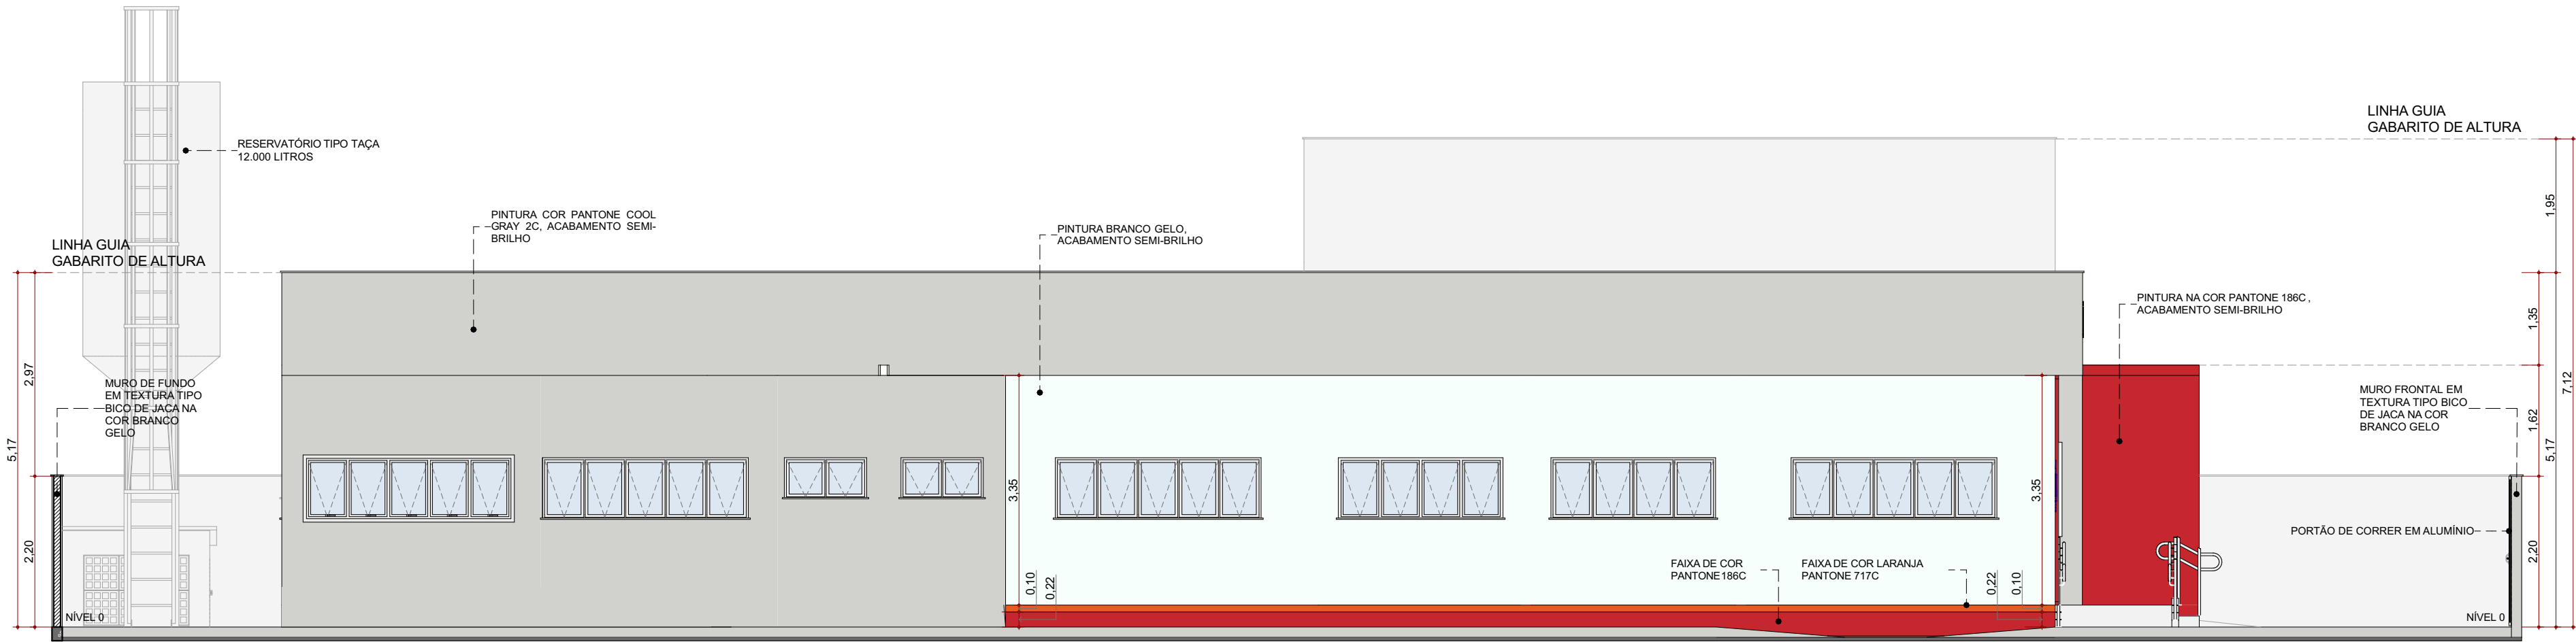 RESERVATÓRIO TIPO TAÇA
12.000 LITROS
LINHA GUIA
GABARITO DE ALTURA
PINTURA COR PANTONE COOL
GRAY 2C, ACABAMENTO SEMI-
BRILHO
PINTURA BRANCO GELO,
ACABAMENTO SEMI-BRILHO
LINHA GUIA
GABARITO DE ALTURA
PINTURA NA COR PANTONE 186C ,
ACABAMENTO SEMI-BRILHO
MURO DE FUNDO
EM TEXTURA TIPO
BICO DE JACA NA
COR BRANCO
GELO
MURO FRONTAL EM
TEXTURA TIPO BICO
DE JACA NA COR
BRANCO GELO
PORTÃO DE CORRER EM ALUMÍNIO
FAIXA DE COR
PANTONE186C
FAIXA DE COR LARANJA
PANTONE 717C
NÍVEL 0
NÍVEL 0
5,17
2,97
2,20
3,35
0,10
0,22
3,35
0,22
0,10
1,95
1,35
1,62
2,20
5,17
7,12